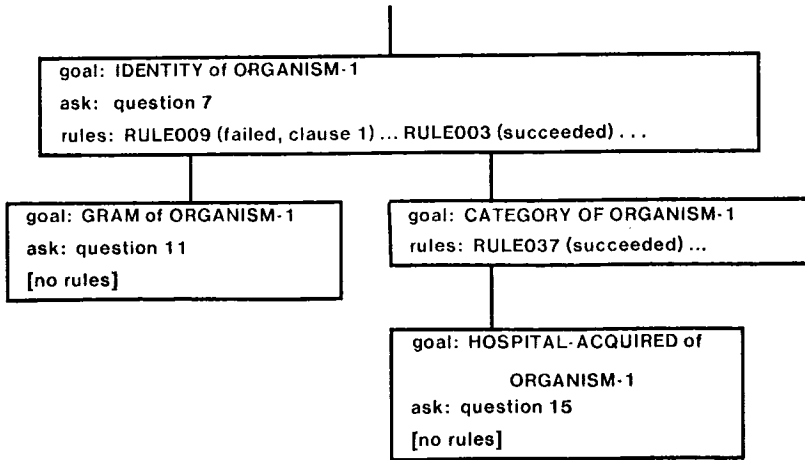 goal: IDENTITY of ORGANISM-1
ask: question 7
rules: RULE009 (failed, clause 1) ... RULE003 (succeeded) . . .
goal: GRAM of ORGANISM-1
ask: question 11
[no rules]
goal: CATEGORY OF ORGANISM-1
rules: RULE037 (succeeded) ...
goal: HOSPITAL-ACQUIRED of
ORGANISM-1
ask: question 15
[no rules]